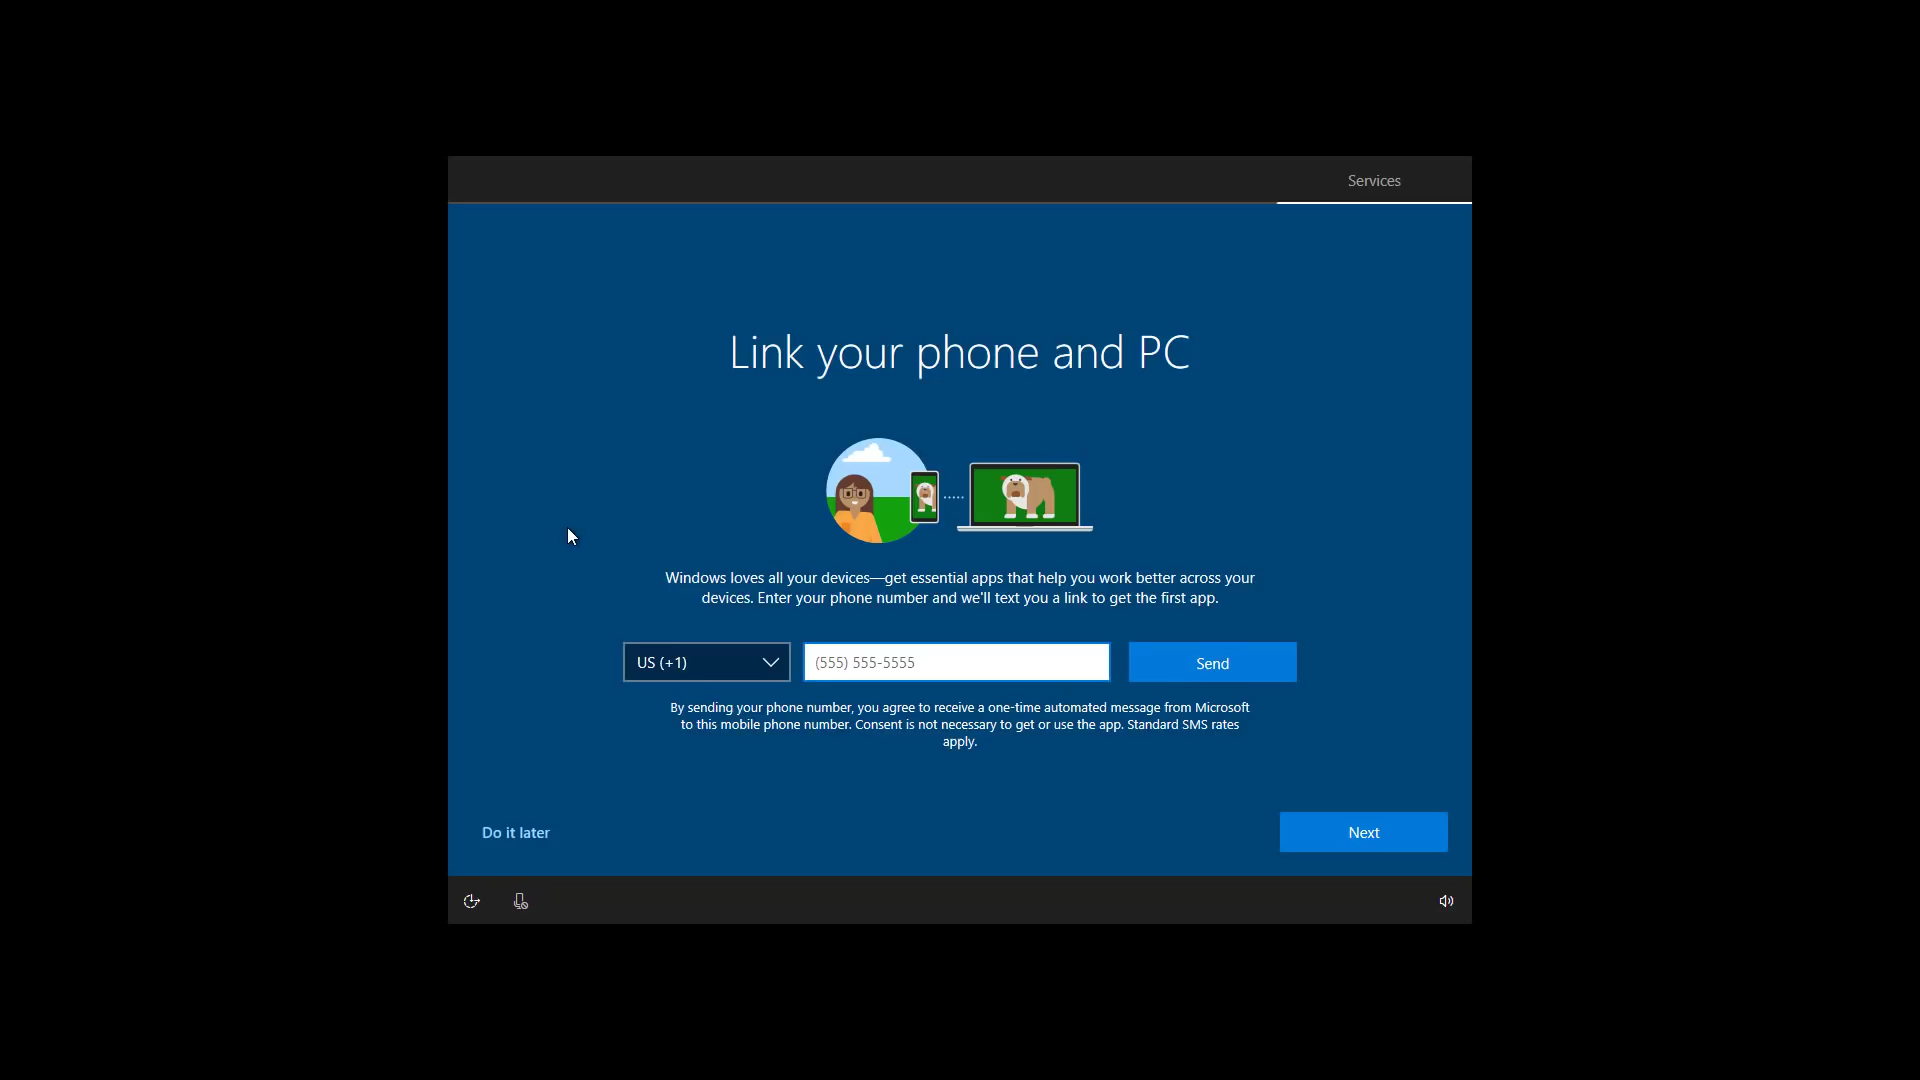 Services
Link your phone and PC
Windows loves all your devices—get essential apps that help you work better across your
devices. Enter your phone number and we'll text you a link to get the first app.
US (+1)
(555) 555-5555
Send
By sending your phone number, you agree to receive a one-time automated message from Microsoft
to this mobile phone number. Consent is not necessary to get or use the app. Standard SMS rates
apply.
Do it later
Next